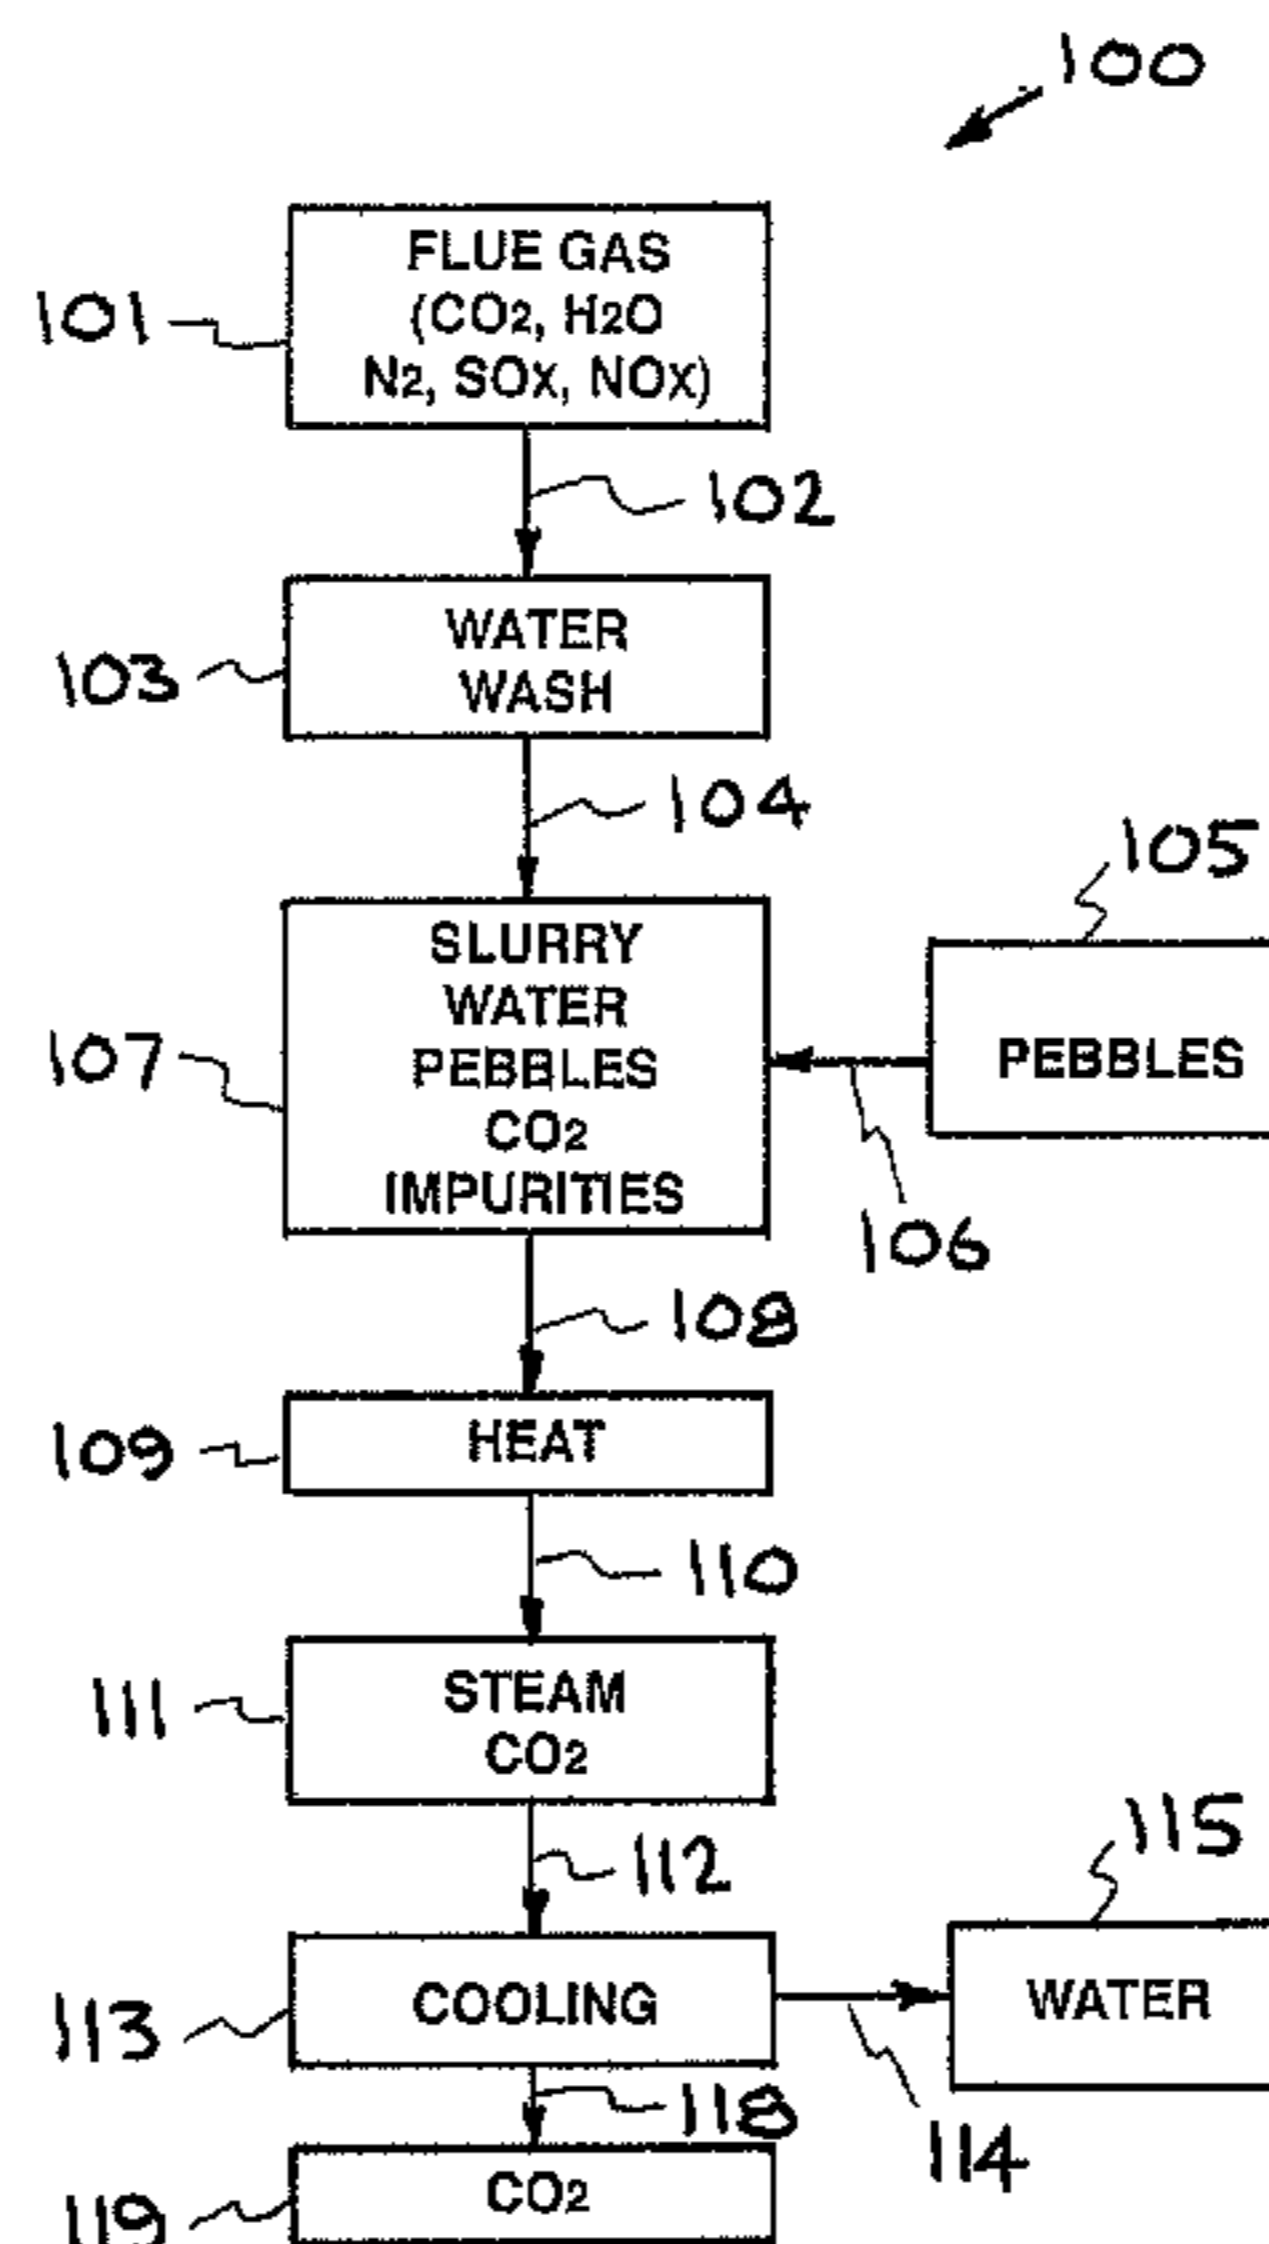 100
FLUE GAS
(CO2, H2O
N2, SOX, NOX)
101
102
WATER
WASH
103
104
105
SLURRY
WATER
PEBBLES
CO2
IMPURITIES
107
PEBBLES
106
108
HEAT
109
110
STEAM
CO2
111
112
115
COOLING
113
WATER
118
114
CO2
119